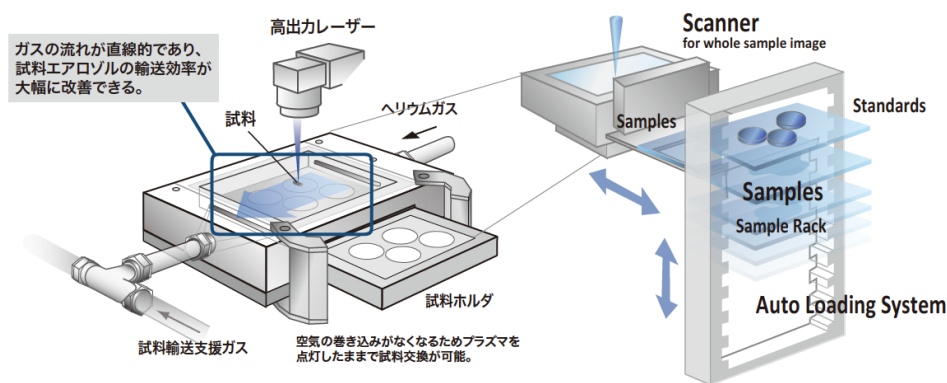 高出力レーザー
ガスの流れが直線的であり、
試料エアロゾルの輸送効率が
大幅に改善できる。
試料
ヘリウムガス
試料ホルダ
試料輸送支援ガス
空気の巻き込みがなくなるためプラズマを
点灯したままで試料交換が可能。
Scanner
for whole sample image
Samples
Standards
Samples
Sample Rack
Auto Loading System